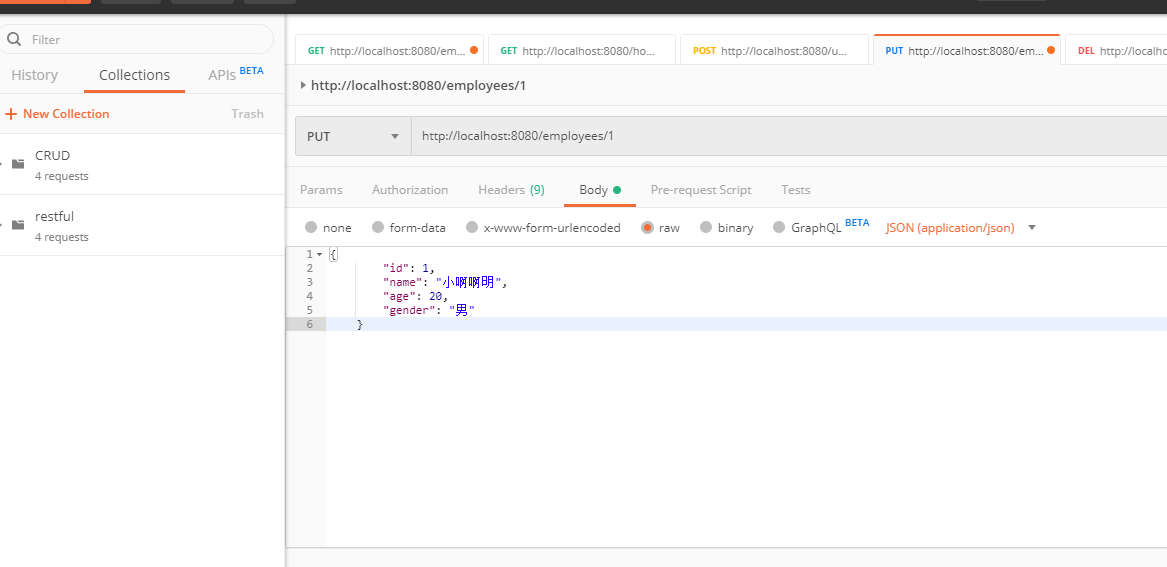 Filter
History Collections APIs BETA
New Collection Trash
CRUD
4 requests
restful
4 requests
GET http://localhost:8080/em... GET http://localhost:8080/ho... POST http://localhost:8080/u... PUT http://localhost:8080/em... DEL http://localhc
http://localhost:8080/employees/1
PUT http://localhost:8080/employees/1
Params Authorization Headers (9) Body Pre-request Script Tests
none form-data x-www-form-urlencoded raw binary GraphQL BETA JSON (application/json)
1 {
2 "id": 1,
3 "name": "小啊啊明",
4 "age": 20,
5 "gender": "男"
6 }